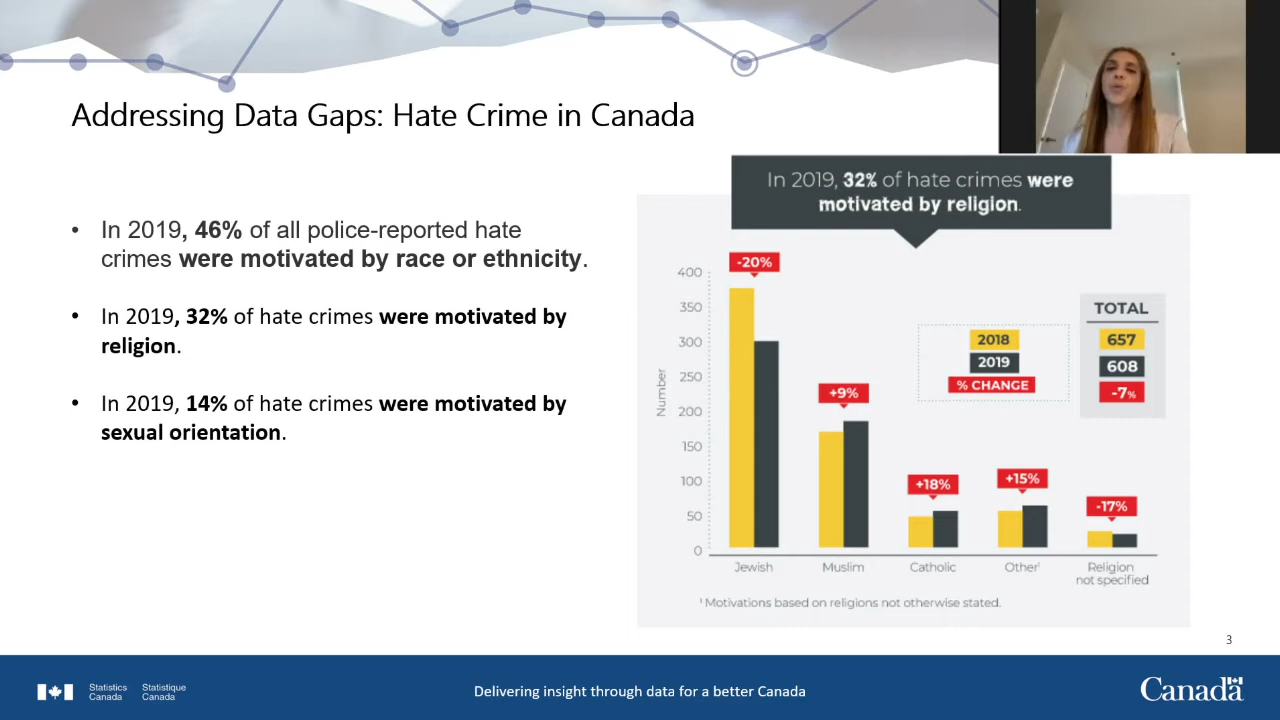 Addressing Data Gaps: Hate Crime in Canada
• In 2019, 46% of all police-reported hate
crimes were motivated by race or ethnicity.
• In 2019, 32% of hate crimes were motivated by
religion.
• In 2019, 14% of hate crimes were motivated by
sexual orientation.
In 2019, 32% of hate crimes were
motivated by religion.
400
350
300
250
200
150
100
50
0
Number
-20%
+9%
+18%
+15%
-17%
2018
2019
% CHANGE
TOTAL
657
608
-7%
Jewish
Muslim
Catholic
Other¹
Religion
not specified
¹ Motivations based on religions not otherwise stated.
3
Statistics
Canada
Statistique
Canada
Delivering insight through data for a better Canada
Canada